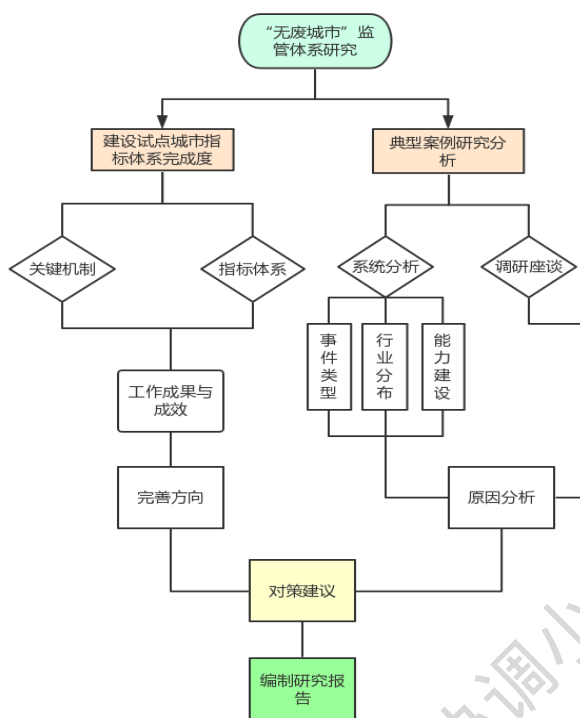 “无废城市”监
管体系研究
建设试点城市指
标体系完成度
典型案例研究分
析
关键机制
指标体系
系统分析
调研座谈
事件类型
行业分布
能力建设
工作成果与
成效
完善方向
原因分析
对策建议
编制研究报
告
调小